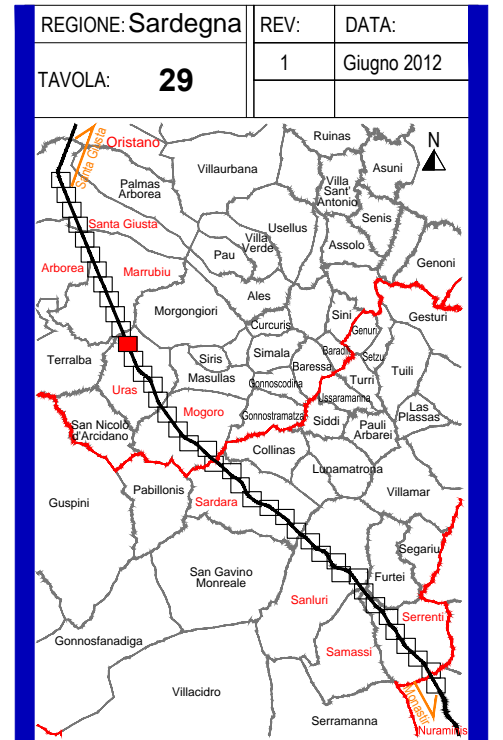 REGIONE: Sardegna
REV:
DATA:
TAVOLA: 29
1
Giugno 2012
N
Ruinas
Oristano
Santa Giusta
Villaurbana
Asuni
Palmas
Arborea
Villa
Sant'
Antonio
Senis
Santa Giusta
Usellus
Villa
Verde
Assolo
Pau
Genoni
Arborea
Marrubiu
Ales
Morgongiori
Sini
Gesturi
Curcuris
Genuri
Terralba
Siris
Simala
Baradili
Setzu
Baressa
Tuili
Masullas
Uras
Gonnoscodina
Turri
Ussaramanna
Mogoro
Gonnostramatza
Siddi
Las
Plassas
San Nicolò
d'Arcidano
Pauli
Arbarei
Collinas
Lunamatrona
Pabillonis
Villamar
Guspini
Sardara
Segariu
San Gavino
Monreale
Furtei
Sanluri
Serrenti
Gonnosfanadiga
Samassi
Villacidro
Monastir
Serramanna
Nuraminis